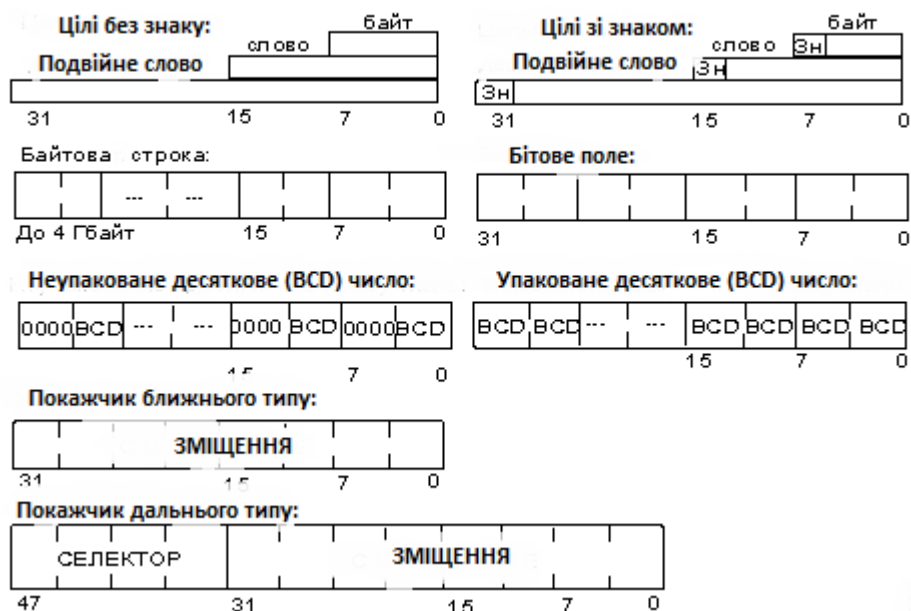 Цілі без знаку:
байт
слово
Подвійне слово
31 15 7 0
Цілі зі знаком:
байт
слово Зн
Подвійне слово Зн
Зн
31 15 7 0
Байтова строка:
--- ---
До 4 Гбайт 15 7 0
Бітове поле:
31 15 7 0
Неупаковане десяткове (BCD) число:
0000 BCD --- --- 0000 BCD 0000 BCD
15 7 0
Упаковане десяткове (BCD) число:
BCD BCD --- --- BCD BCD BCD BCD
15 7 0
Покажчик ближнього типу:
ЗМІЩЕННЯ
31 15 7 0
Покажчик дальнього типу:
СЕЛЕКТОР ЗМІЩЕННЯ
47 31 15 7 0